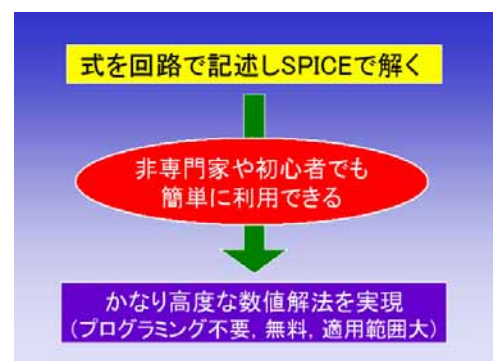 式を回路で記述しSPICEで解く
非専門家や初心者でも
簡単に利用できる
かなり高度な数値解法を実現
(プログラミング不要, 無料, 適用範囲大)